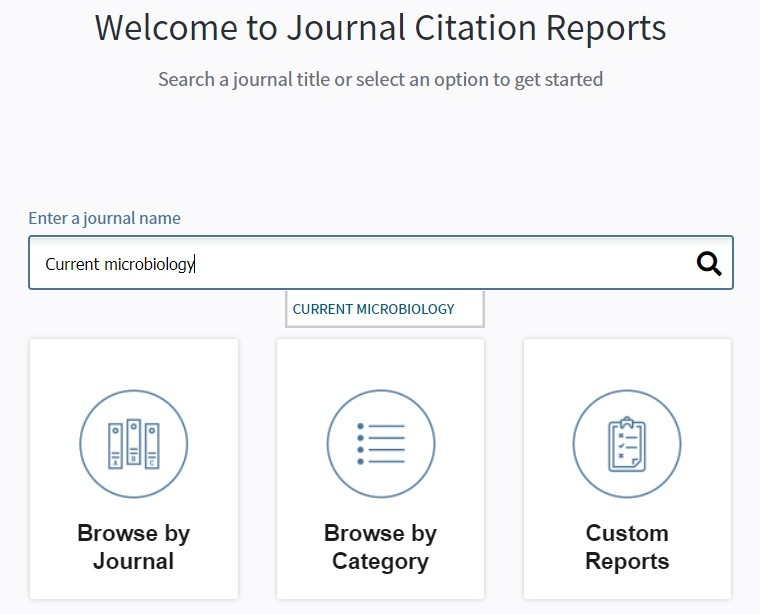 Welcome to Journal Citation Reports
Search a journal title or select an option to get started
Enter a journal name
Current microbiology
CURRENT MICROBIOLOGY
A B C
Browse by
Journal
Browse by
Category
Custom
Reports